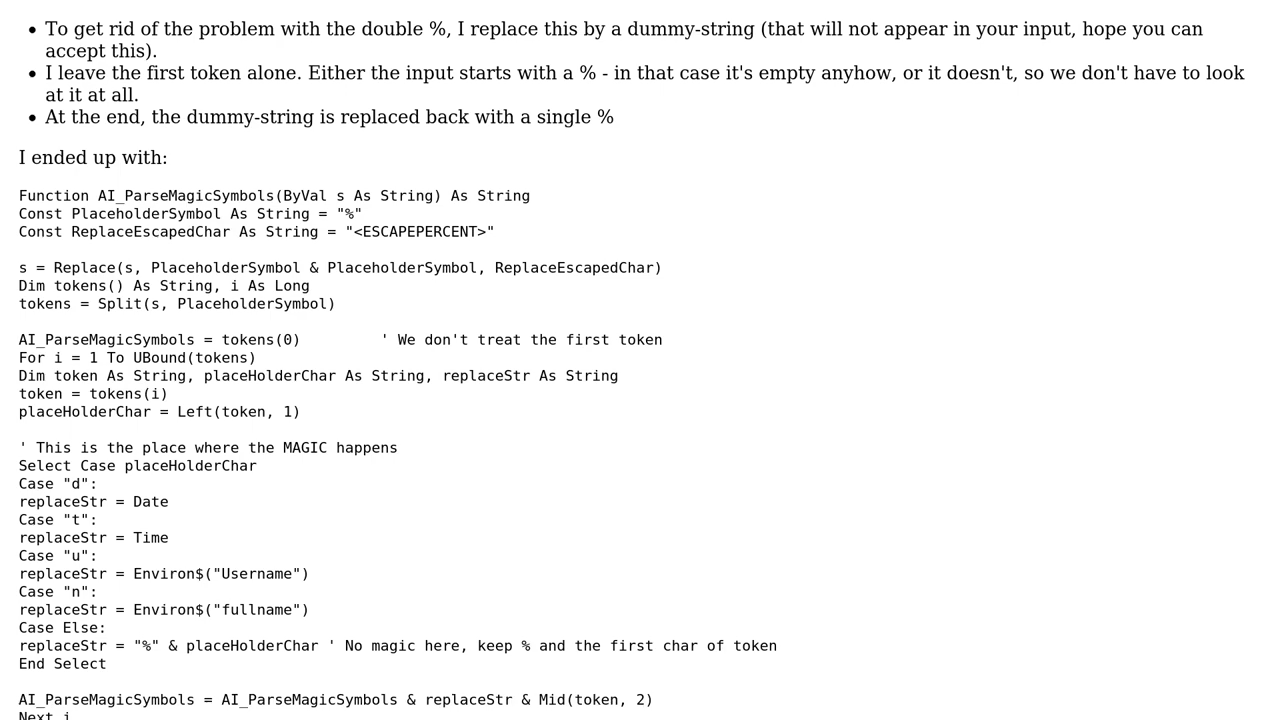 • To get rid of the problem with the double %, I replace this by a dummy-string (that will not appear in your input, hope you can
accept this).
• I leave the first token alone. Either the input starts with a % - in that case it's empty anyhow, or it doesn't, so we don't have to look
at it at all.
• At the end, the dummy-string is replaced back with a single %
I ended up with:
Function AI_ParseMagicSymbols(ByVal s As String) As String
Const PlaceholderSymbol As String = "%"
Const ReplaceEscapedChar As String = "<ESCAPEPERCENT>"
s = Replace(s, PlaceholderSymbol & PlaceholderSymbol, ReplaceEscapedChar)
Dim tokens() As String, i As Long
tokens = Split(s, PlaceholderSymbol)
AI_ParseMagicSymbols = tokens(0)         ' We don't treat the first token
For i = 1 To UBound(tokens)
Dim token As String, placeHolderChar As String, replaceStr As String
token = tokens(i)
placeHolderChar = Left(token, 1)
' This is the place where the MAGIC happens
Select Case placeHolderChar
Case "d":
replaceStr = Date
Case "t":
replaceStr = Time
Case "u":
replaceStr = Environ$("Username")
Case "n":
replaceStr = Environ$("fullname")
Case Else:
replaceStr = "%" & placeHolderChar ' No magic here, keep % and the first char of token
End Select
AI_ParseMagicSymbols = AI_ParseMagicSymbols & replaceStr & Mid(token, 2)
Next i